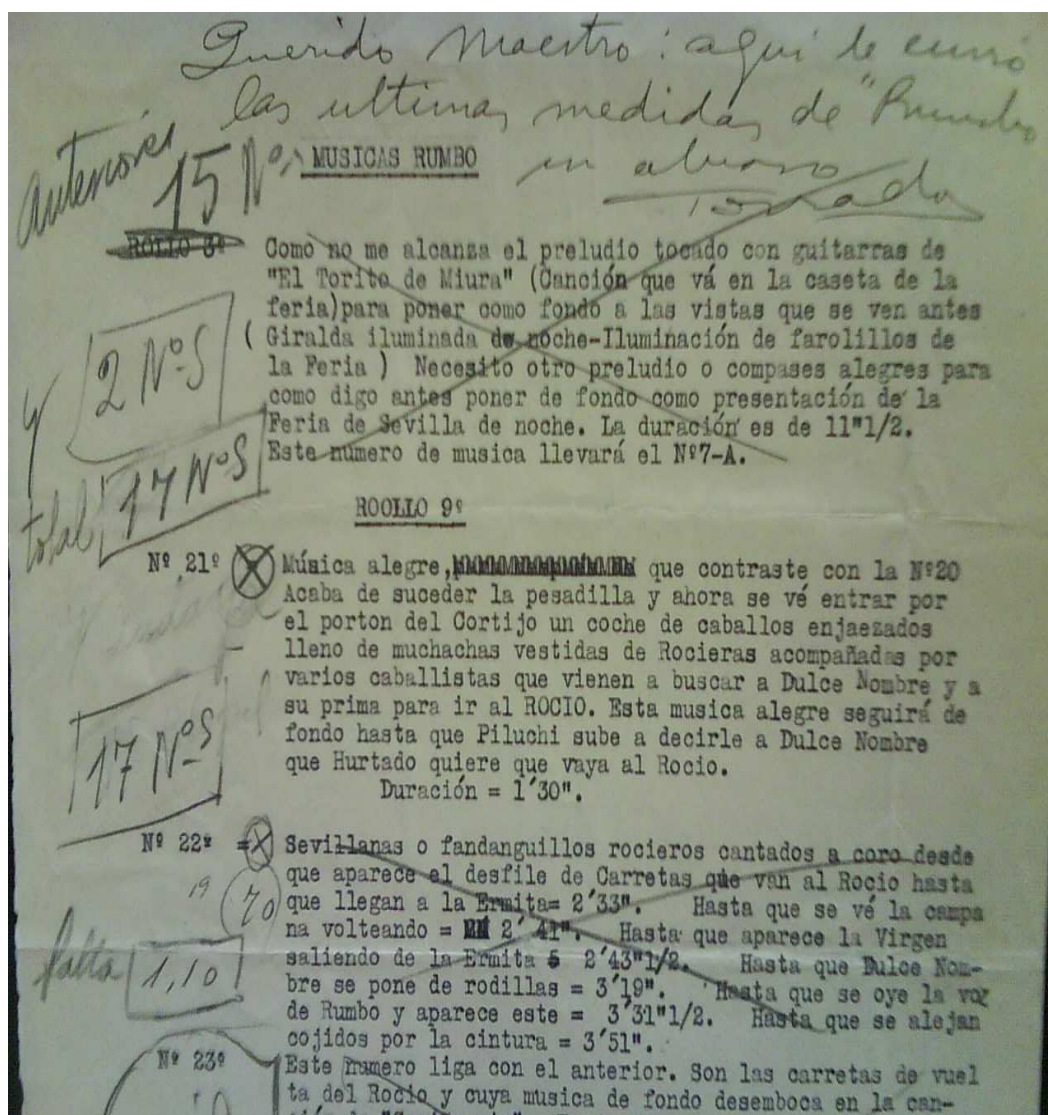 Querido Maestro: aqui le envio
las ultimas medidas de "Rumbo
un abrazo
Torrado
anteriores
15 Nº.
MUSICAS RUMBO
ROLLO 3º
Como no me alcanza el preludio tocado con guitarras de
"El Torito de Miura" (Canción que vá en la caseta de la
feria)para poner como fondo a las vistas que se ven antes
( Giralda iluminada de noche-Iluminación de farolillos de
la Feria ) Necesito otro preludio o compases alegres para
como digo antes poner de fondo como presentación de la
Feria de Sevilla de noche. La duración es de 11"1/2.
Este número de musica llevará el Nº7-A.
y
2 Nº.S
total
17 NºS
ROOLLO 9º
Nº 21º Música alegre, que contraste con la Nº20
Acaba de suceder la pesadilla y ahora se vé entrar por
el porton del Cortijo un coche de caballos enjaezados
lleno de muchachas vestidas de Rocieras acompañadas por
varios caballistas que vienen a buscar a Dulce Nombre y a
su prima para ir al ROCIO. Esta musica alegre seguirá de
fondo hasta que Piluchi sube a decirle a Dulce Nombre
que Hurtado quiere que vaya al Rocio.
Duración = 1'30".
17 NºS
Nº 22º = Sevillanas o fandanguillos rocieros cantados a coro desde
que aparece el desfile de Carretas que van al Rocio hasta
que llegan a la Ermita= 2'33". Hasta que se vé la campa
na volteando = 2' 41". Hasta que aparece la Virgen
saliendo de la Ermita 2'43"1/2. Hasta que Dulce Nom-
bre se pone de rodillas = 3'19". Hasta que se oye la voz
de Rumbo y aparece este = 3'31"1/2. Hasta que se alejan
cojidos por la cintura = 3'51".
19
20
falta
1,10
Nº 23º Este numero liga con el anterior. Son las carretas de vuel
ta del Rocio y cuya musica de fondo desemboca en la can-